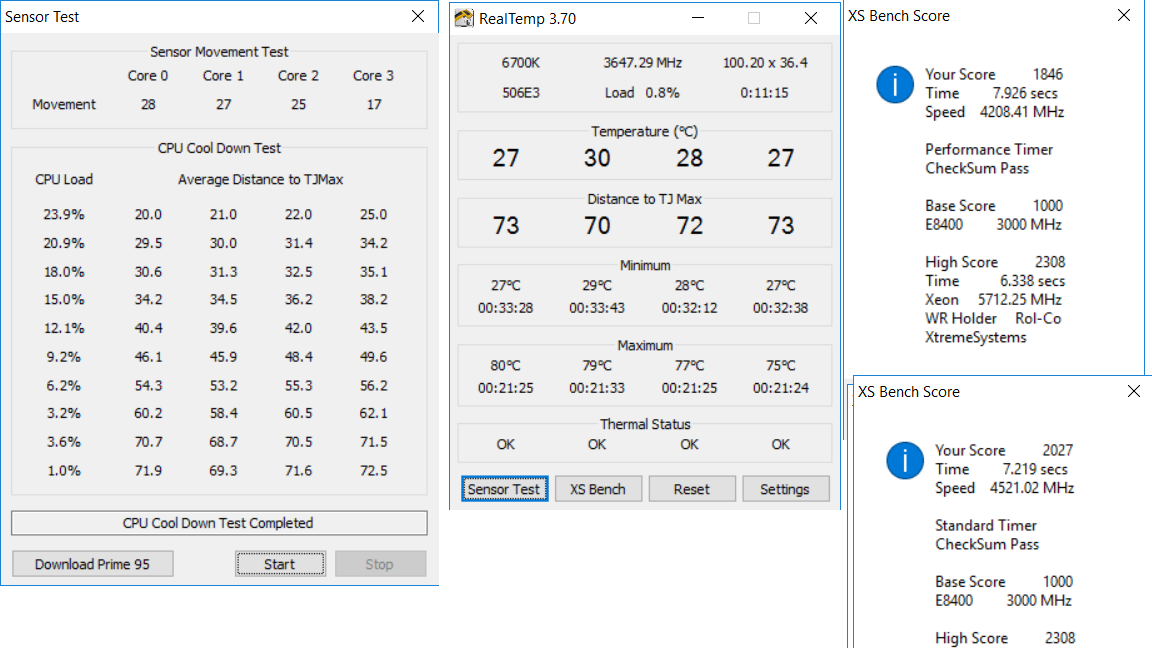 Sensor Test
Sensor Movement Test
Core 0 Core 1 Core 2 Core 3
Movement 28 27 25 17
CPU Cool Down Test
CPU Load Average Distance to TJMax
23.9% 20.0 21.0 22.0 25.0
20.9% 29.5 30.0 31.4 34.2
18.0% 30.6 31.3 32.5 35.1
15.0% 34.2 34.5 36.2 38.2
12.1% 40.4 39.6 42.0 43.5
9.2% 46.1 45.9 48.4 49.6
6.2% 54.3 53.2 55.3 56.2
3.2% 60.2 58.4 60.5 62.1
3.6% 70.7 68.7 70.5 71.5
1.0% 71.9 69.3 71.6 72.5
CPU Cool Down Test Completed
Download Prime 95 Start Stop
RealTemp 3.70
6700K 3647.29 MHz 100.20 x 36.4
506E3 Load 0.8% 0:11:15
Temperature (°C)
27 30 28 27
Distance to TJ Max
73 70 72 73
Minimum
27°C 29°C 28°C 27°C
00:33:28 00:33:43 00:32:12 00:32:38
Maximum
80°C 79°C 77°C 75°C
00:21:25 00:21:33 00:21:25 00:21:24
Thermal Status
OK OK OK OK
Sensor Test XS Bench Reset Settings
XS Bench Score
Your Score 1846
Time 7.926 secs
Speed 4208.41 MHz
Performance Timer
CheckSum Pass
Base Score 1000
E8400 3000 MHz
High Score 2308
Time 6.338 secs
Xeon 5712.25 MHz
WR Holder Rol-Co
XtremeSystems
XS Bench Score
Your Score 2027
Time 7.219 secs
Speed 4521.02 MHz
Standard Timer
CheckSum Pass
Base Score 1000
E8400 3000 MHz
High Score 2308